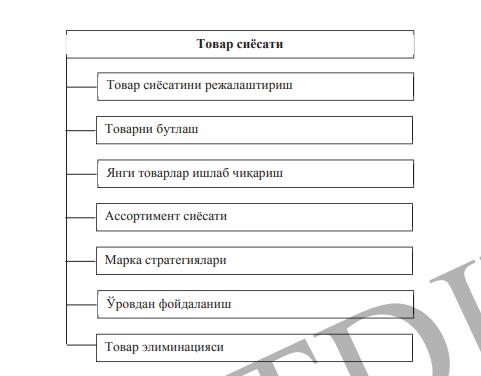 Товар сиёсати
Товар сиёсатини режалаштириш
Товарни бутлаш
Янги товарлар ишлаб чиқариш
Ассортимент сиёсати
Марка стратегиялари
Ўровдан фойдаланиш
Товар элиминацияси